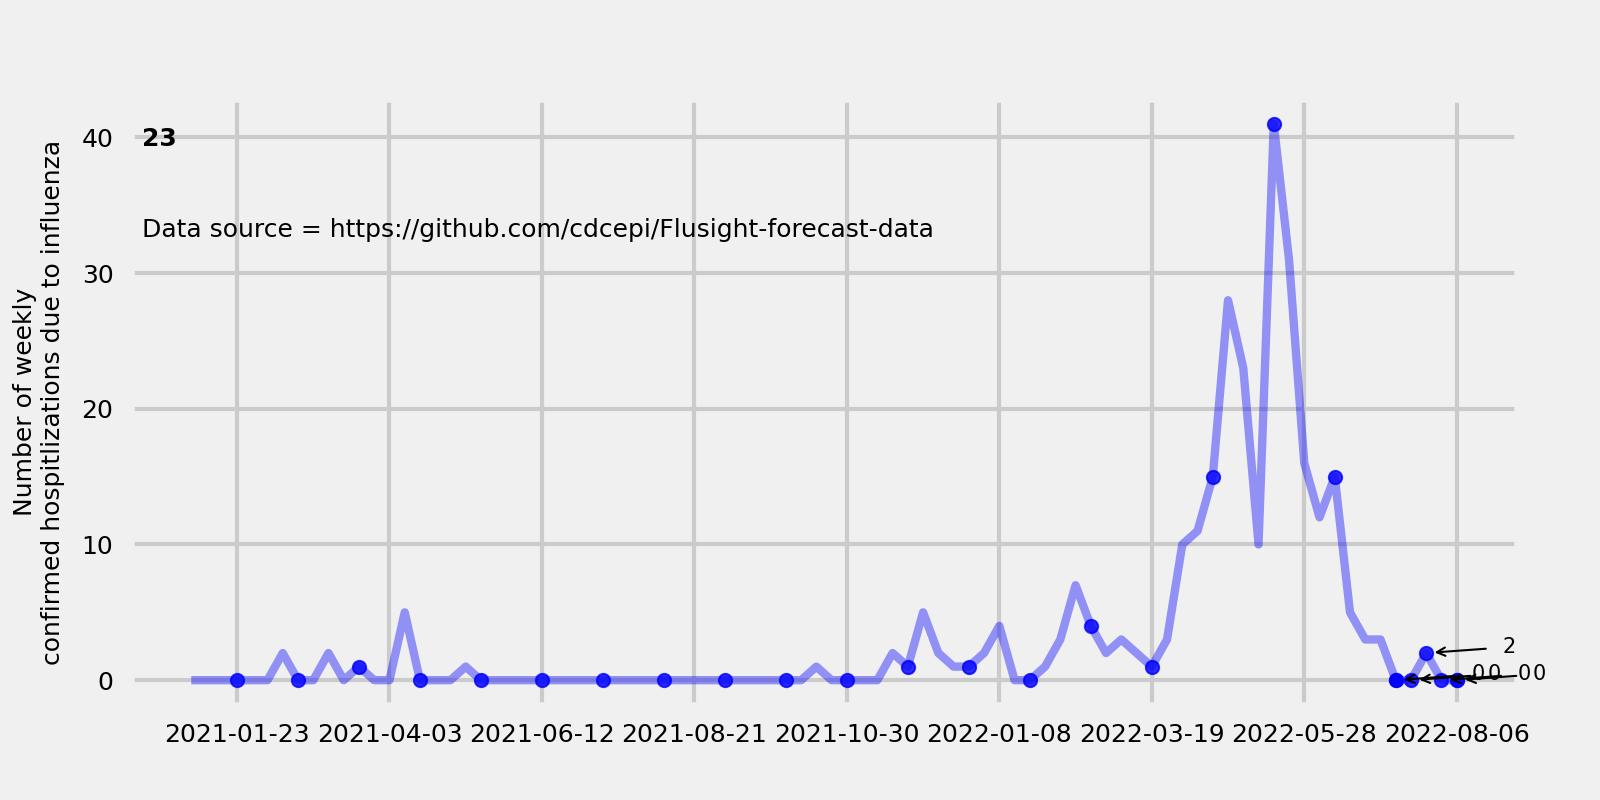 23
Data source = https://github.com/cdcepi/Flusight-forecast-data
Number of weekly
confirmed hospitlizations due to influenza
40
30
20
10
0
2
00 00
2021-01-23 2021-04-03 2021-06-12 2021-08-21 2021-10-30 2022-01-08 2022-03-19 2022-05-28 2022-08-06